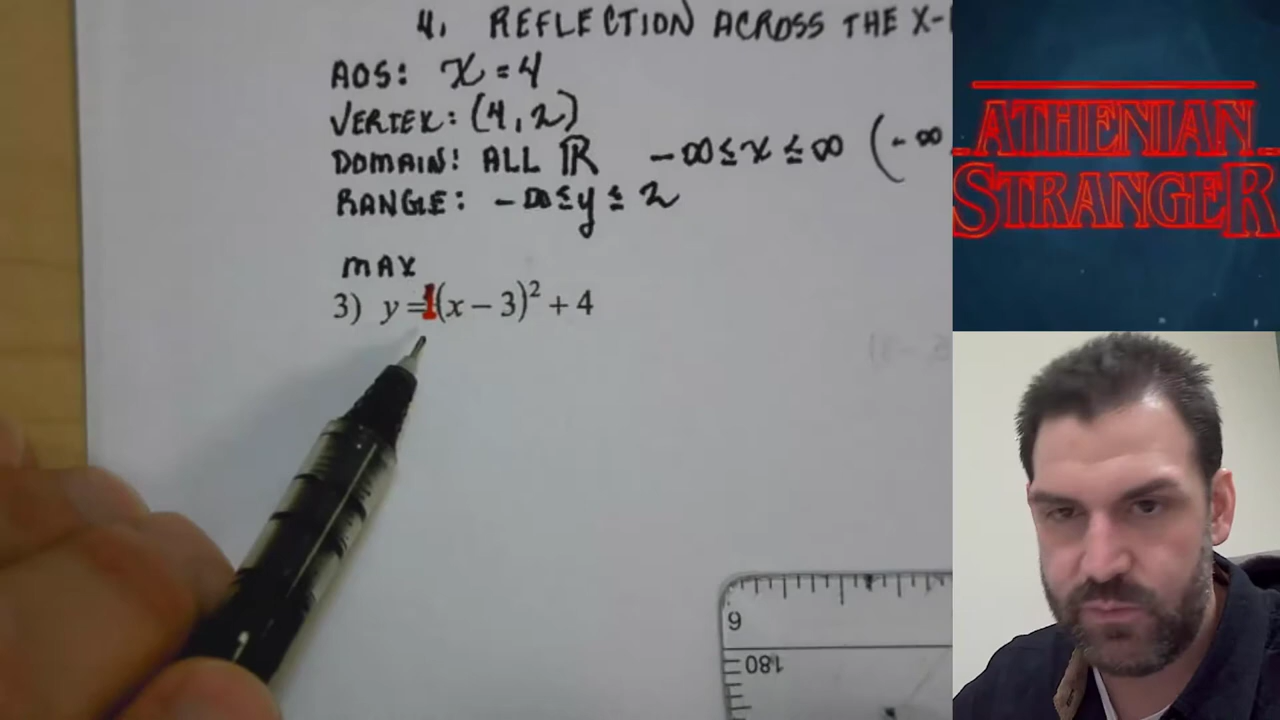 4. REFLECTION ACROSS THE X-
AOS: x = 4
VERTEX: (4, 2)
DOMAIN: ALL ℝ -∞ ≤ x ≤ ∞ (-∞
RANGE: -∞ ≤ y ≤ 2
MAX
3) y = 1(x − 3)² + 4
6
180
ATHENIAN
STRANGER